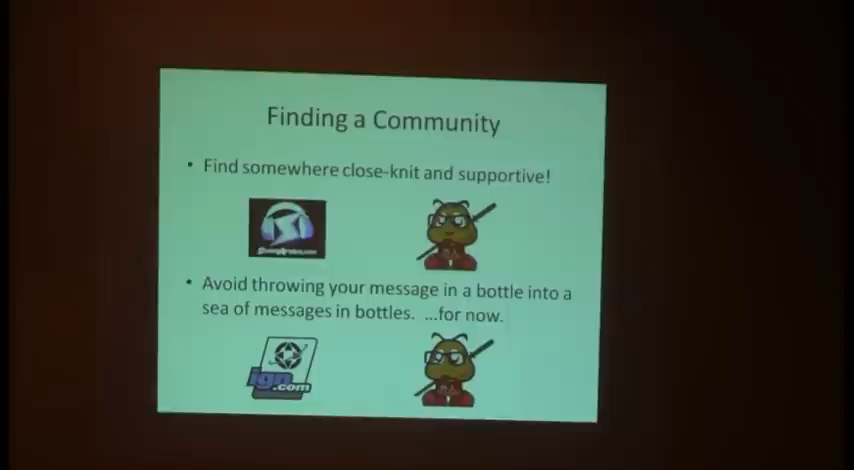 Finding a Community
• Find somewhere close-knit and supportive!
• Avoid throwing your message in a bottle into a
sea of messages in bottles. ...for now.
ign
.com